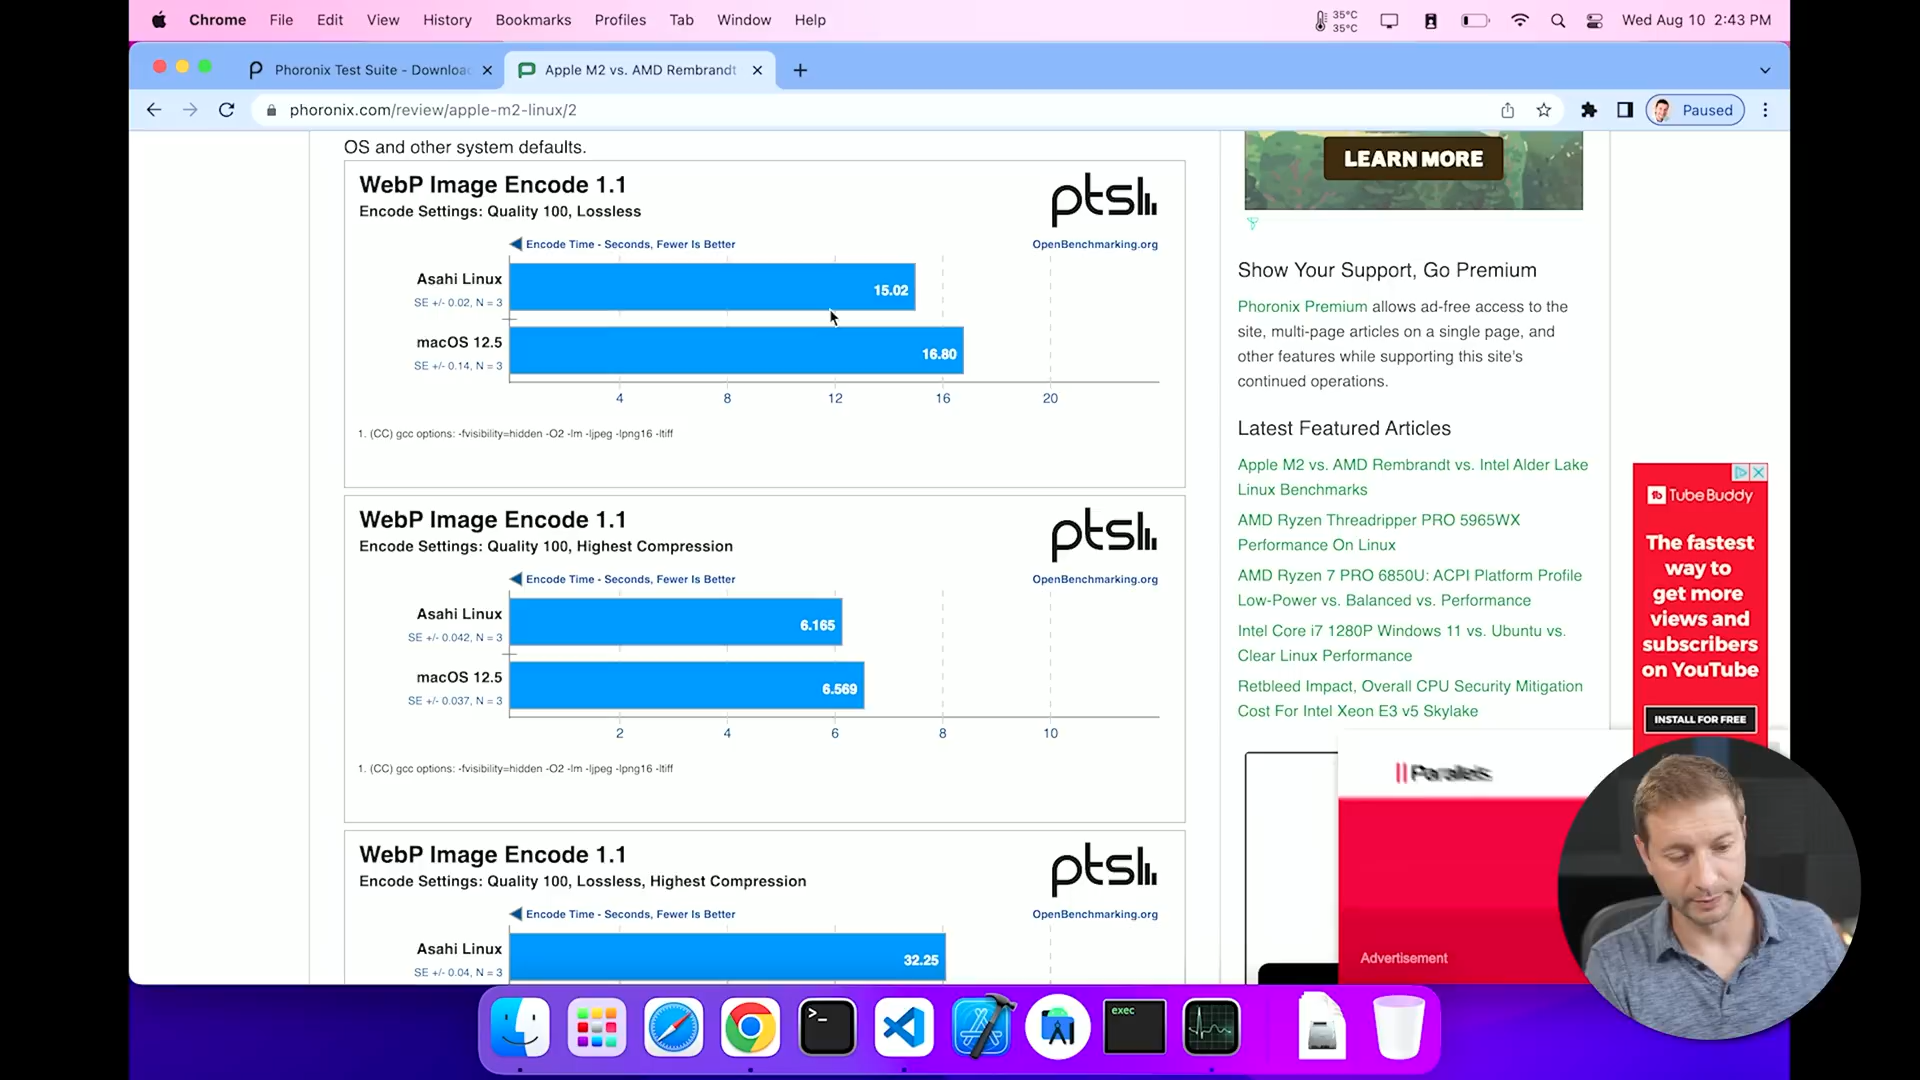 Chrome File Edit View History Bookmarks Profiles Tab Window Help
35°C
35°C
Wed Aug 10 2:43 PM
Phoronix Test Suite - Downloa
Apple M2 vs. AMD Rembrandt
phoronix.com/review/apple-m2-linux/2
Paused
OS and other system defaults.
WebP Image Encode 1.1
Encode Settings: Quality 100, Lossless
ptsl
Encode Time - Seconds, Fewer Is Better
OpenBenchmarking.org
Asahi Linux
SE +/- 0.02, N = 3
15.02
macOS 12.5
SE +/- 0.14, N = 3
16.80
4 8 12 16 20
1. (CC) gcc options: -fvisibility=hidden -O2 -lm -ljpeg -lpng16 -ltiff
WebP Image Encode 1.1
Encode Settings: Quality 100, Highest Compression
ptsl
Encode Time - Seconds, Fewer Is Better
OpenBenchmarking.org
Asahi Linux
SE +/- 0.042, N = 3
6.165
macOS 12.5
SE +/- 0.037, N = 3
6.569
2 4 6 8 10
1. (CC) gcc options: -fvisibility=hidden -O2 -lm -ljpeg -lpng16 -ltiff
WebP Image Encode 1.1
Encode Settings: Quality 100, Lossless, Highest Compression
ptsl
Encode Time - Seconds, Fewer Is Better
OpenBenchmarking.org
Asahi Linux
SE +/- 0.04, N = 3
32.25
LEARN MORE
Show Your Support, Go Premium
Phoronix Premium allows ad-free access to the
site, multi-page articles on a single page, and
other features while supporting this site's
continued operations.
Latest Featured Articles
Apple M2 vs. AMD Rembrandt vs. Intel Alder Lake
Linux Benchmarks
AMD Ryzen Threadripper PRO 5965WX
Performance On Linux
AMD Ryzen 7 PRO 6850U: ACPI Platform Profile
Low-Power vs. Balanced vs. Performance
Intel Core i7 1280P Windows 11 vs. Ubuntu vs.
Clear Linux Performance
Retbleed Impact, Overall CPU Security Mitigation
Cost For Intel Xeon E3 v5 Skylake
TubeBuddy
The fastest
way to
get more
views and
subscribers
on YouTube
INSTALL FOR FREE
Parallels
Advertisement
exec